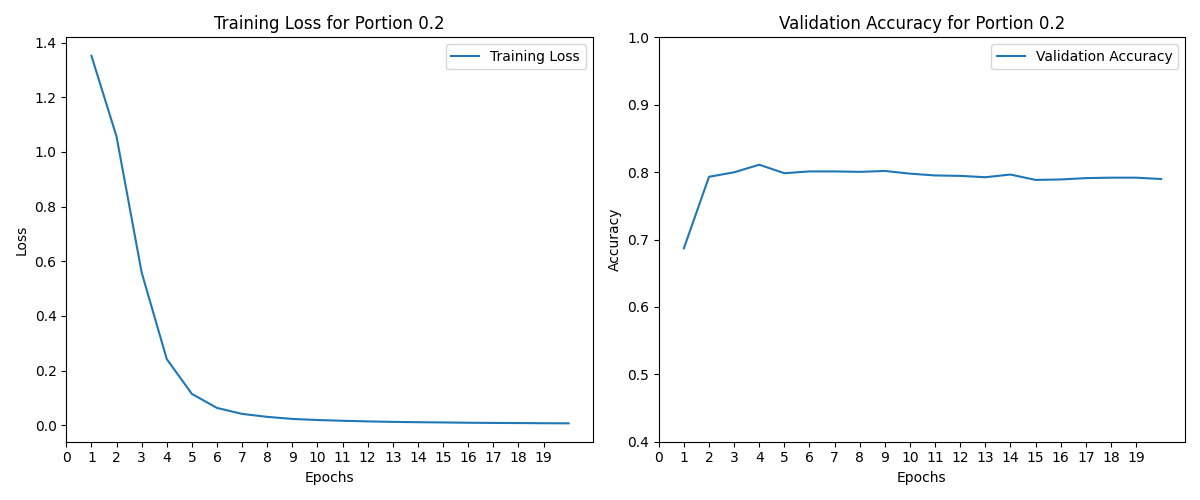 Training Loss for Portion 0.2
Training Loss
1.4
1.2
1.0
0.8
0.6
0.4
0.2
0.0
Loss
0 1 2 3 4 5 6 7 8 9 10 11 12 13 14 15 16 17 18 19
Epochs
Validation Accuracy for Portion 0.2
Validation Accuracy
1.0
0.9
0.8
0.7
0.6
0.5
0.4
Accuracy
0 1 2 3 4 5 6 7 8 9 10 11 12 13 14 15 16 17 18 19
Epochs